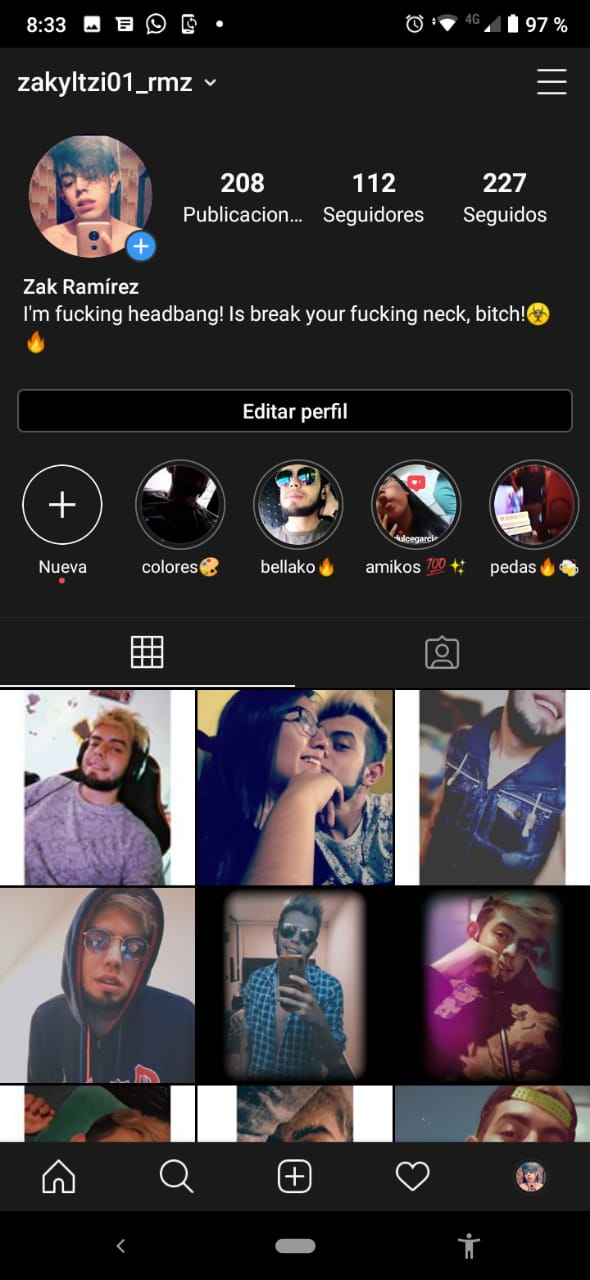 8:33
4G 97 %
zakyltzi01_rmz
208 112 227
Publicacion... Seguidores Seguidos
Zak Ramírez
I'm fucking headbang! Is break your fucking neck, bitch!☣️
🔥
Editar perfil
dulcegarcia
Nueva colores🎨 bellako🔥 amikos 💯✨ pedas🔥🍻